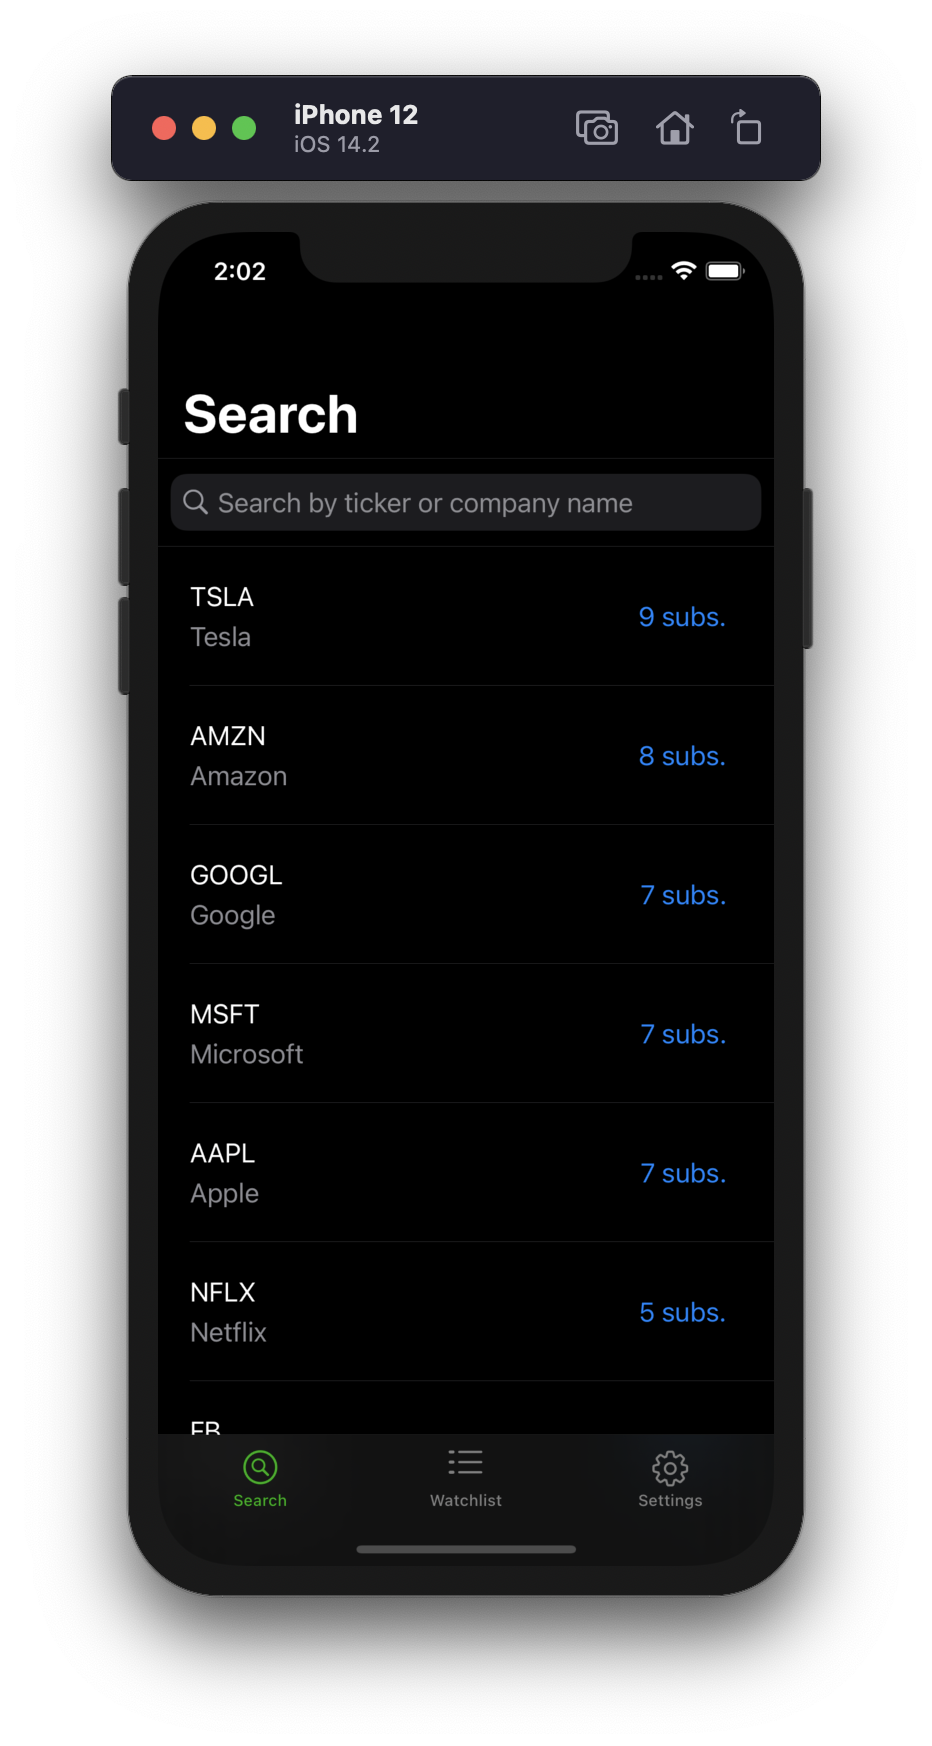 iPhone 12
iOS 14.2
2:02
Search
Search by ticker or company name
TSLA
Tesla
9 subs.
AMZN
Amazon
8 subs.
GOOGL
Google
7 subs.
MSFT
Microsoft
7 subs.
AAPL
Apple
7 subs.
NFLX
Netflix
5 subs.
FB
Search
Watchlist
Settings